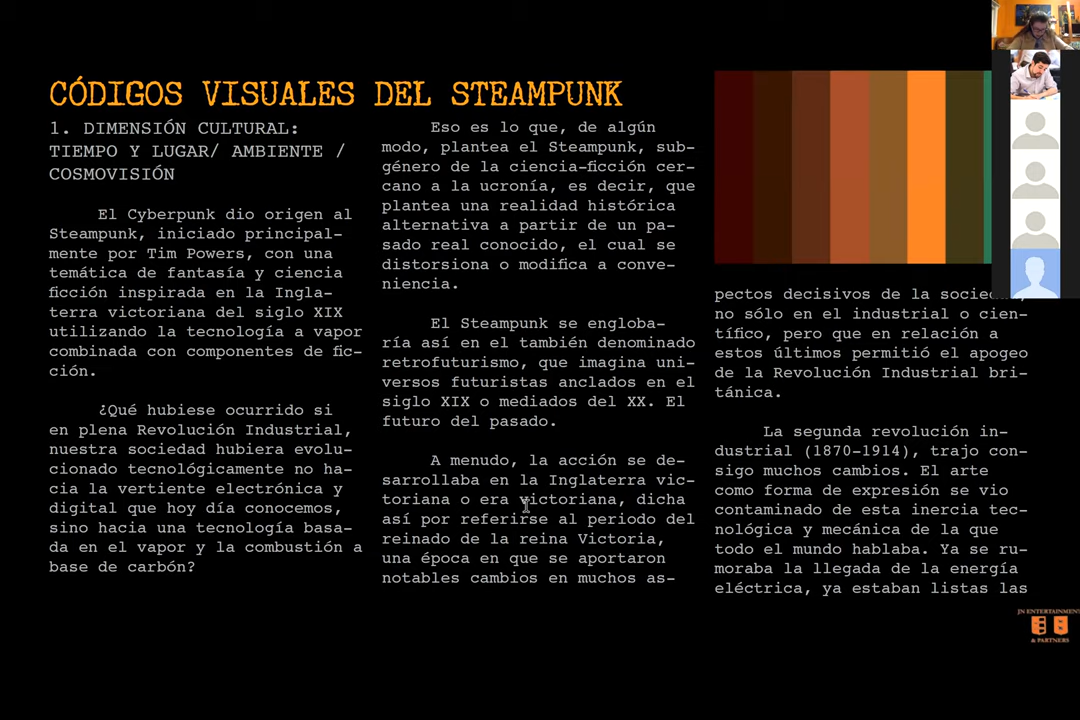 CÓDIGOS VISUALES DEL STEAMPUNK
1. DIMENSIÓN CULTURAL:
TIEMPO Y LUGAR/ AMBIENTE /
COSMOVISIÓN
El Cyberpunk dio origen al
Steampunk, iniciado principal-
mente por Tim Powers, con una
temática de fantasía y ciencia
ficción inspirada en la Ingla-
terra victoriana del siglo XIX
utilizando la tecnología a vapor
combinada con componentes de fic-
ción.
¿Qué hubiese ocurrido si
en plena Revolución Industrial,
nuestra sociedad hubiera evolu-
cionado tecnológicamente no ha-
cia la vertiente electrónica y
digital que hoy día conocemos,
sino hacia una tecnología basa-
da en el vapor y la combustión a
base de carbón?
Eso es lo que, de algún
modo, plantea el Steampunk, sub-
género de la ciencia-ficción cer-
cano a la ucronía, es decir, que
plantea una realidad histórica
alternativa a partir de un pa-
sado real conocido, el cual se
distorsiona o modifica a conve-
niencia.
El Steampunk se engloba-
ría así en el también denominado
retrofuturismo, que imagina uni-
versos futuristas anclados en el
siglo XIX o mediados del XX. El
futuro del pasado.
A menudo, la acción se de-
sarrollaba en la Inglaterra vic-
toriana o era victoriana, dicha
así por referirse al periodo del
reinado de la reina Victoria,
una época en que se aportaron
notables cambios en muchos as-
pectos decisivos de la sociedad,
no sólo en el industrial o cien-
tífico, pero que en relación a
estos últimos permitió el apogeo
de la Revolución Industrial bri-
tánica.
La segunda revolución in-
dustrial (1870-1914), trajo con-
sigo muchos cambios. El arte
como forma de expresión se vio
contaminado de esta inercia tec-
nológica y mecánica de la que
todo el mundo hablaba. Ya se ru-
moraba la llegada de la energía
eléctrica, ya estaban listas las
JN ENTERTAINMENT
& PARTNERS